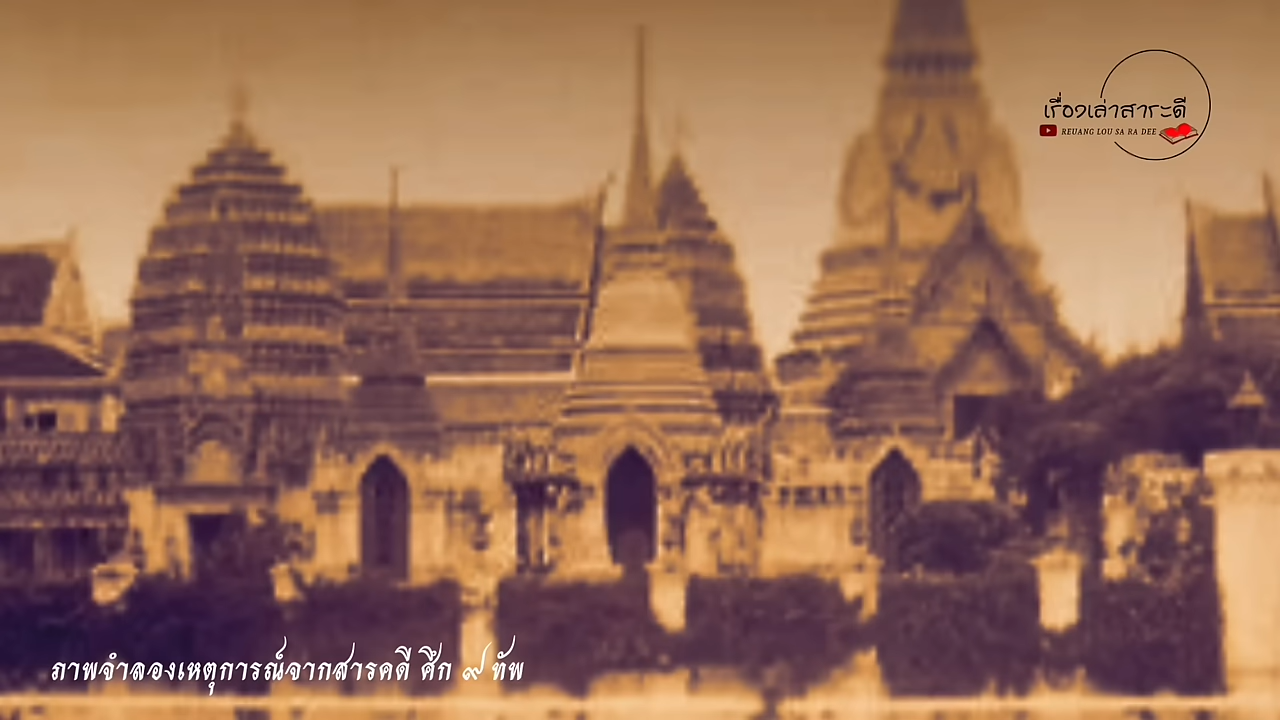 เรื่องเล่าสาระดี
REUANG LOU SA RA DEE
ภาพจำลองเหตุการณ์จากสารคดี ศึก ๙ ทัพ